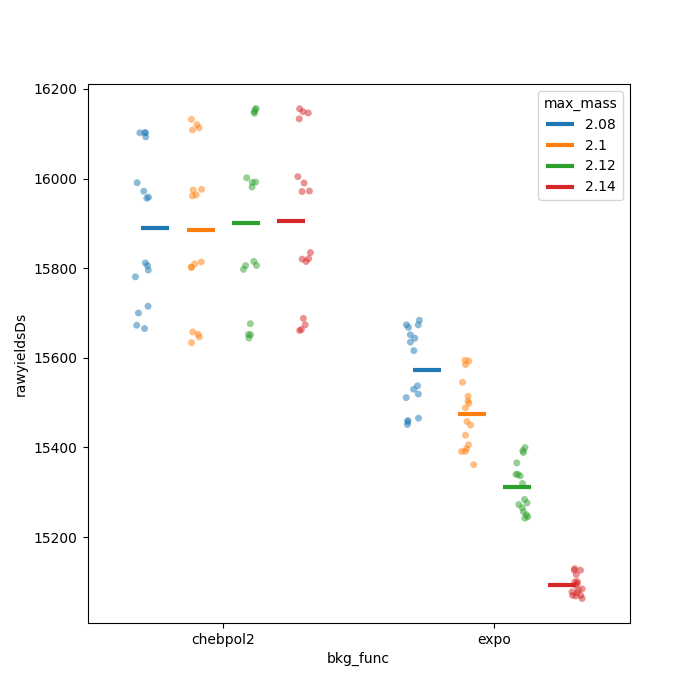 16200
16000
15800
15600
15400
15200
rawyieldsDs
max_mass
2.08
2.1
2.12
2.14
chebpol2
expo
bkg_func